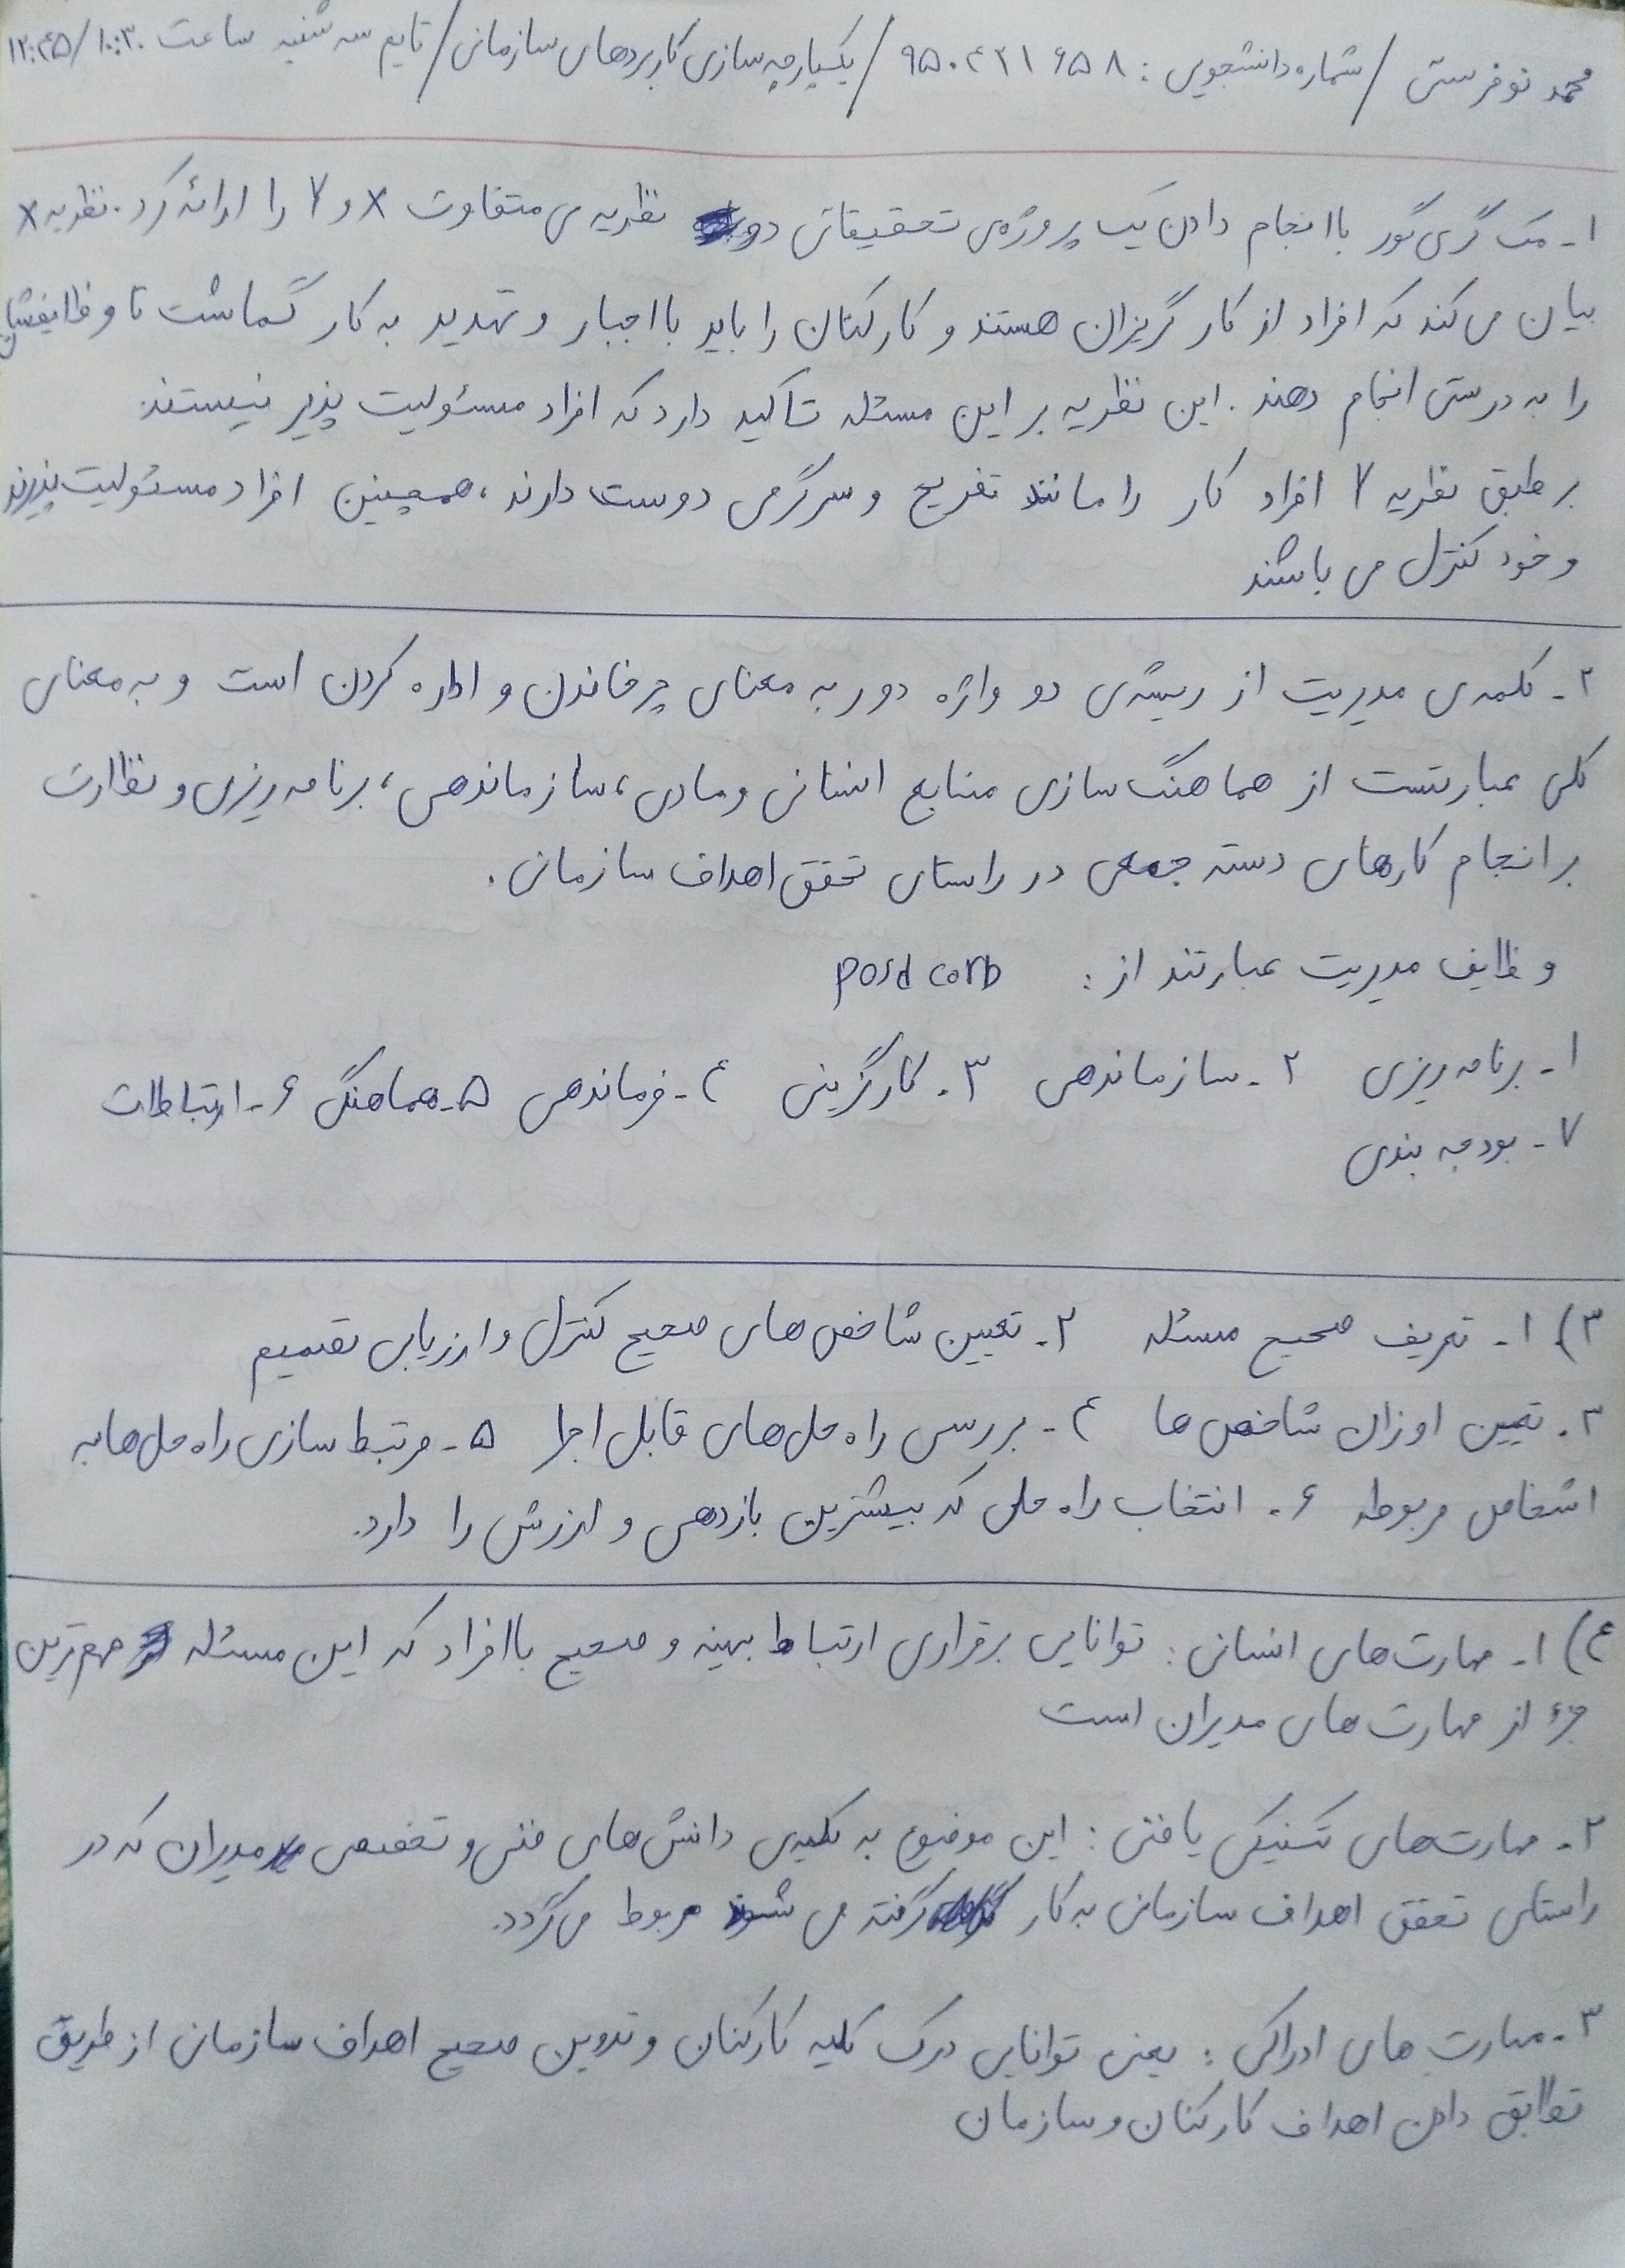 محمد نوفرستی / شماره دانشجویی: ۹۵۰۴۲۱۶۵۸ / یکپارچه سازی کاربردهای سازمانی / تایم سه شنبه ساعت ۱۰:۳۰ / ۱۲:۴۵
۱- مک گری گور با انجام دادن یک پروژه‌ی تحقیقاتی دو نظریه ی متفاوت X و Y را ارائه کرد. نظریه X
بیان می کند که افراد از کار گریزان هستند و کارکنان را باید با اجبار و تهدید به کار گماشت تا وظایفشان
را به درستی انجام دهند. این نظریه بر این مسئله تاکید دارد که افراد مسئولیت پذیر نیستند.
بر طبق نظریه Y افراد کار را مانند تفریح و سرگرمی دوست دارند، همچنین افراد مسئولیت پذیرند
و خود کنترل می باشند
۲- کلمه‌ی مدیریت از ریشه‌ی دو واژه دور به معنای چرخاندن و اداره کردن است و به معنای
کلی عبارتست از هماهنگ سازی منابع انسانی و مادی، سازماندهی، برنامه ریزی و نظارت
بر انجام کارهای دسته جمعی در راستای تحقق اهداف سازمانی.
وظایف مدیریت عبارتند از: posd corb
۱- برنامه ریزی ۲- سازماندهی ۳- کارگزینی ۴- فرماندهی ۵- هماهنگی ۶- ارتباطات
۷- بودجه بندی
۳) ۱- تعریف صحیح مسئله ۲- تعیین شاخص های صحیح کنترل و ارزیابی تصمیم
۳- تعیین اوزان شاخص ها ۴- بررسی راه حل‌های قابل اجرا ۵- مرتبط سازی راه حل ها به
اشخاص مربوطه ۶- انتخاب راه حلی که بیشترین بازدهی و ارزش را دارد.
۴) ۱- مهارت های انسانی: توانایی برقراری ارتباط بهینه و صحیح با افراد که این مسئله مهم ترین
جزء از مهارت های مدیران است
۲- مهارت‌های تکنیکی یا فنی: این موضوع به کلیه‌ی دانش های فنی و تخصصی مدیران که در
راستای تحقق اهداف سازمانی به کار گرفته می شود مربوط می گردد.
۳- مهارت های ادراکی: یعنی توانایی درک کلیه کارکنان و تدوین صحیح اهداف سازمانی از طریق
تطابق دادن اهداف کارکنان و سازمان